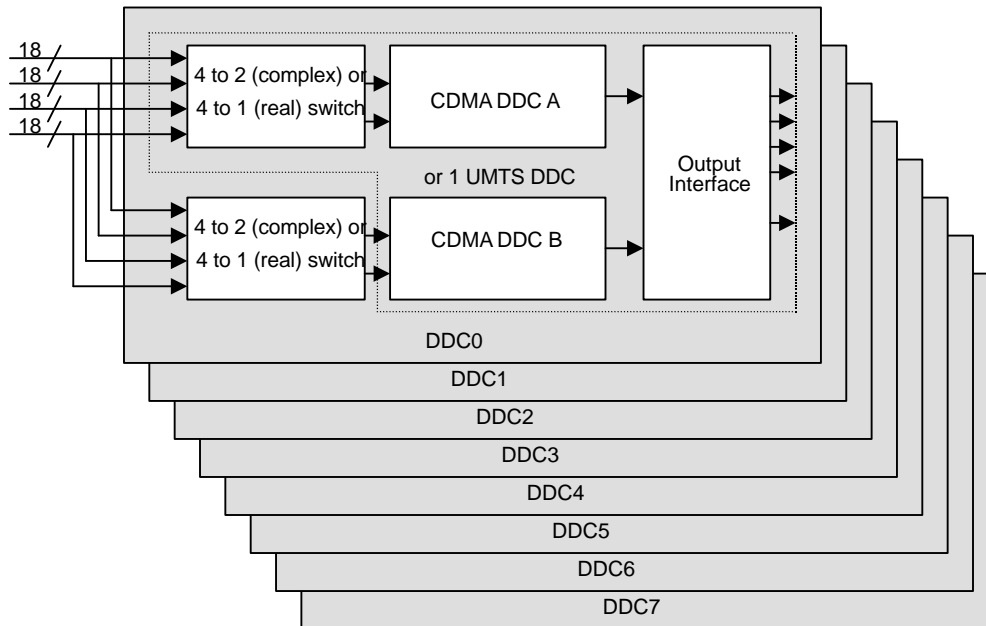 18
18
18
18
4 to 2 (complex) or
4 to 1 (real) switch
CDMA DDC A
or 1 UMTS DDC
Output
Interface
4 to 2 (complex) or
4 to 1 (real) switch
CDMA DDC B
DDC0
DDC1
DDC2
DDC3
DDC4
DDC5
DDC6
DDC7